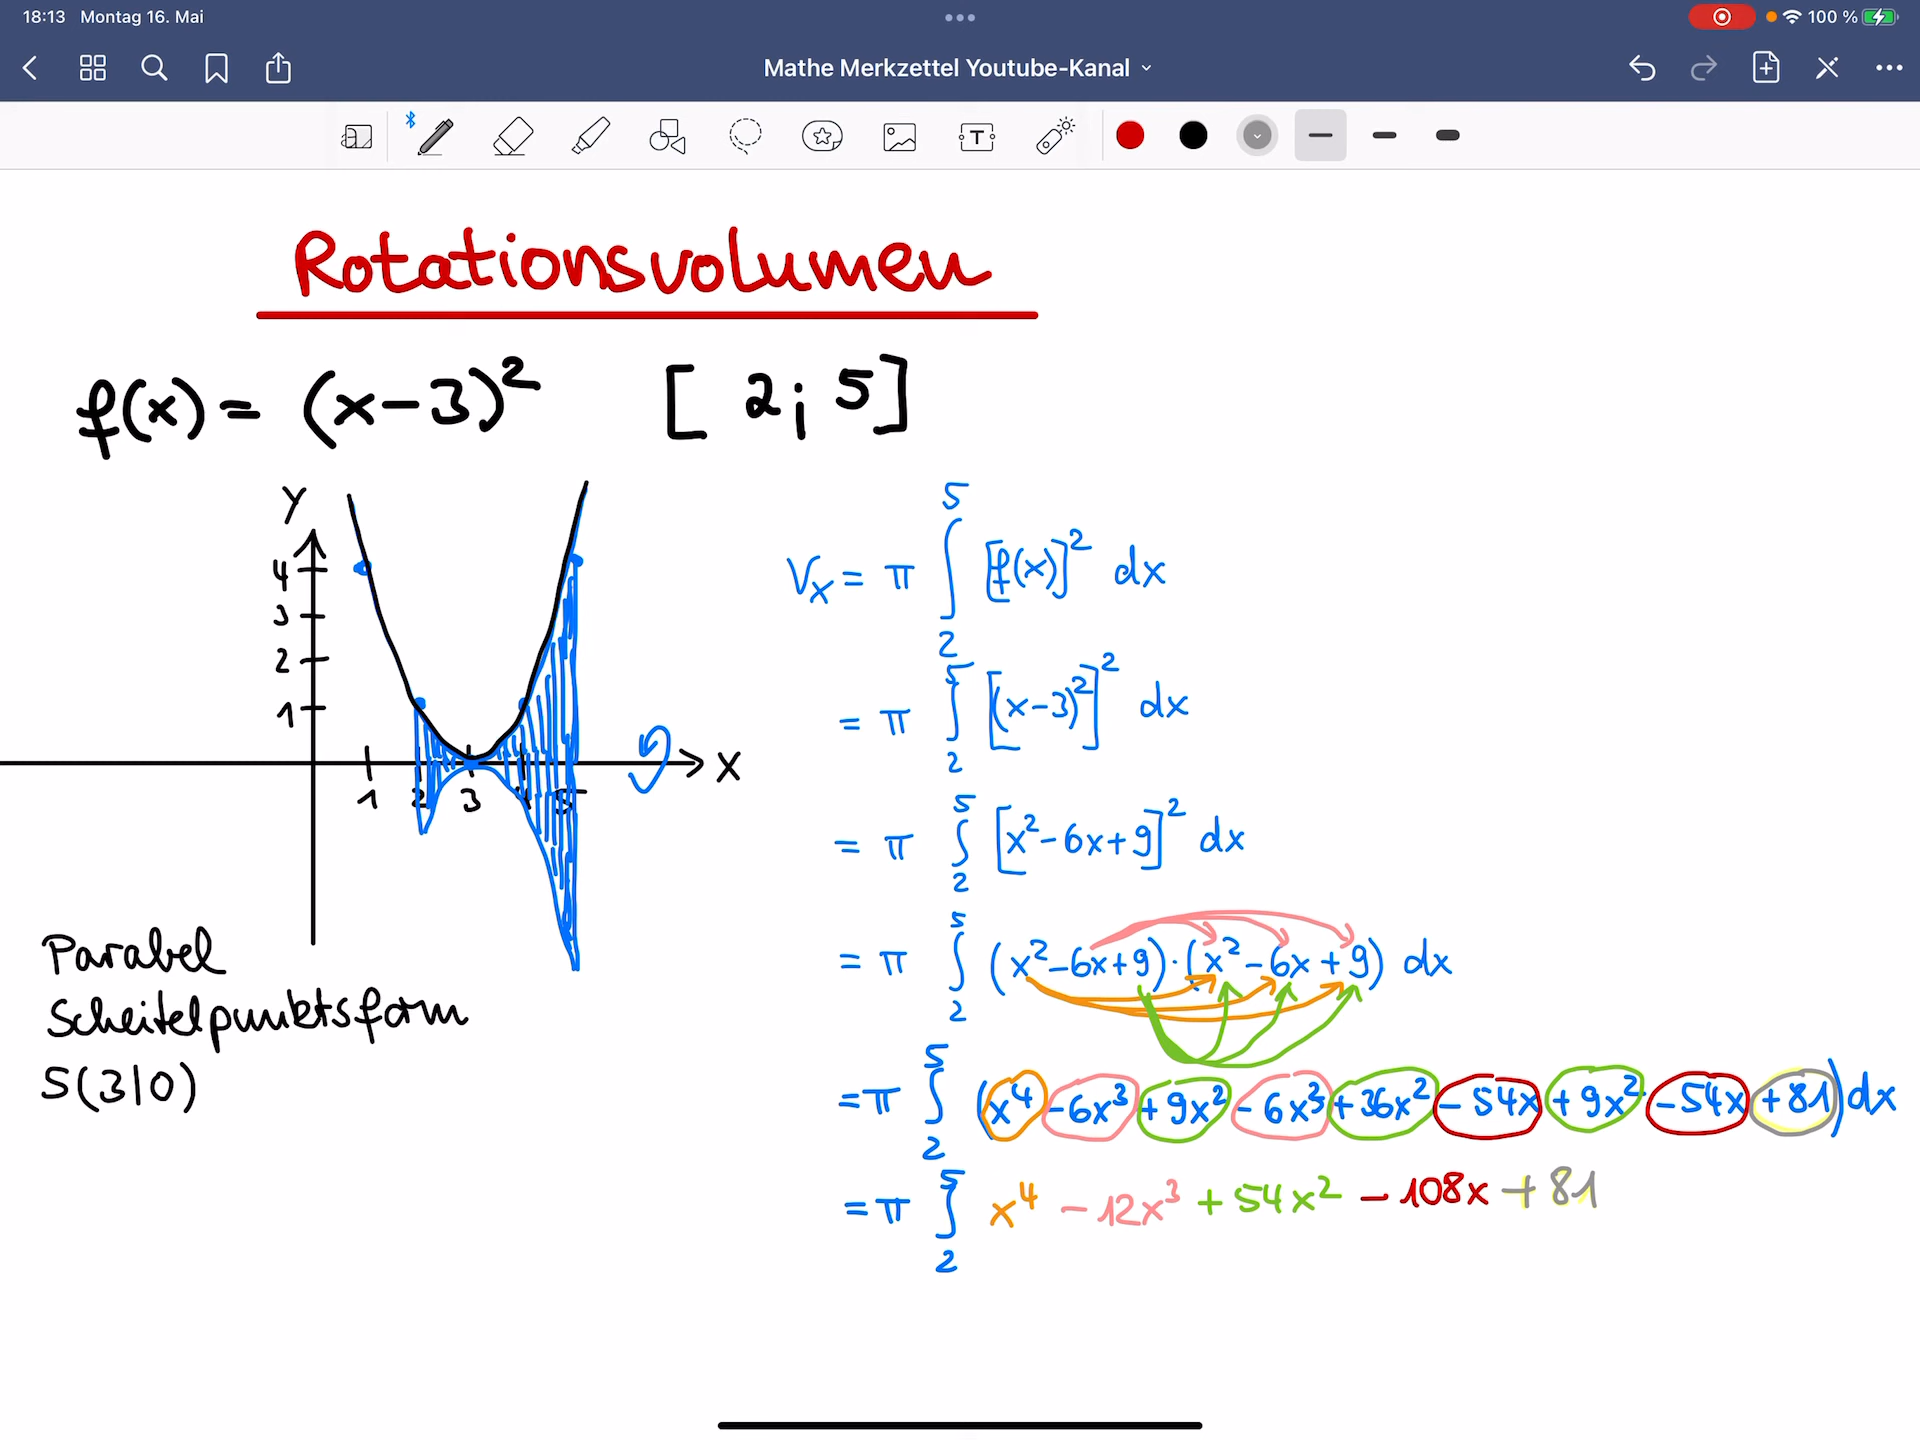 18:13 Montag 16. Mai
100 %
Mathe Merkzettel Youtube-Kanal
Rotationsvolumen
f(x) = (x-3)² [2; 5]
y
4
3
2
1
1 2 3 4 5 x
Parabel
Scheitelpunktsform
S(3|0)
Vx = π ∫₂⁵ [f(x)]² dx
= π ∫₂⁵ [(x-3)²]² dx
= π ∫₂⁵ [x²-6x+9]² dx
= π ∫₂⁵ (x²-6x+9)·(x²-6x+9) dx
= π ∫₂⁵ (x⁴ -6x³ +9x² -6x³ +36x² -54x +9x² -54x +81) dx
= π ∫₂⁵ x⁴ -12x³ +54x² -108x +81